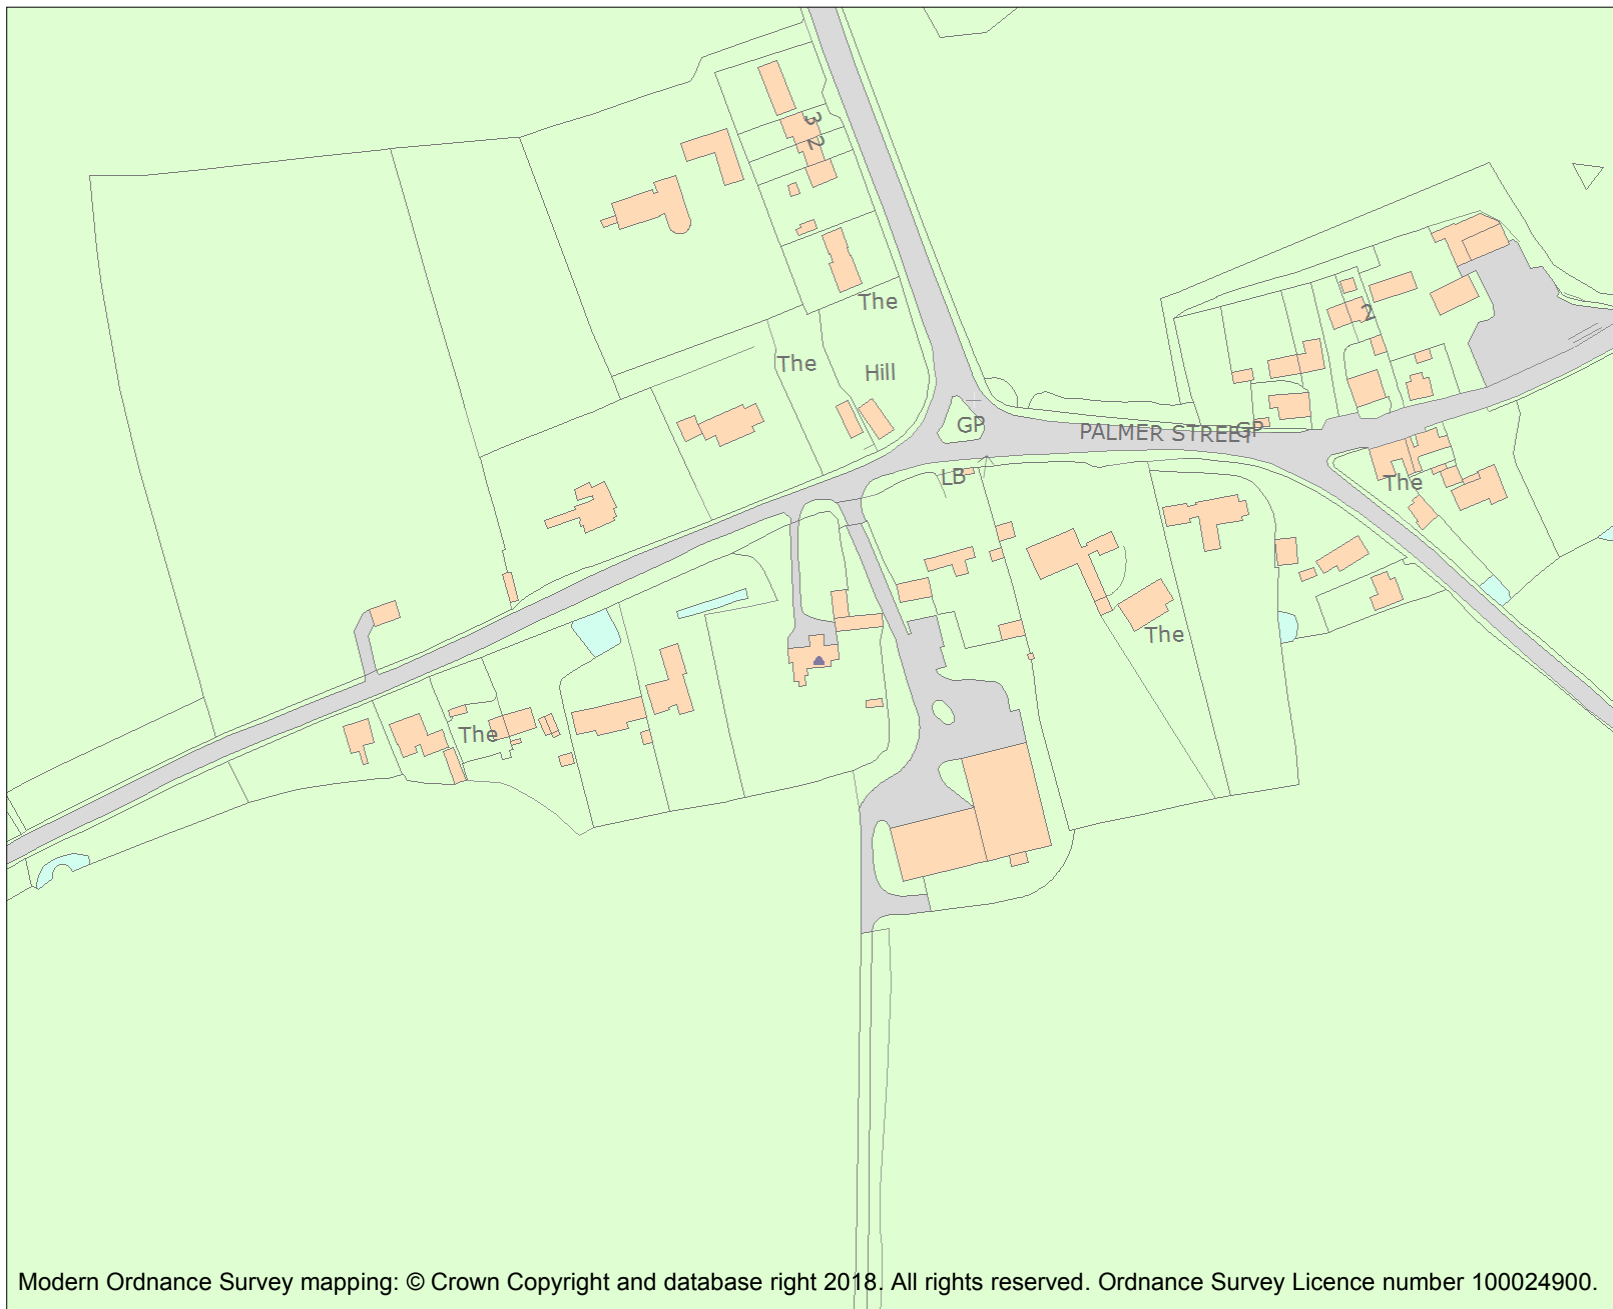 3
2
The
2
The
Hill
GP
PALMER STREET
GP
LB
The
The
The
Modern Ordnance Survey mapping: © Crown Copyright and database right 2018. All rights reserved. Ordnance Survey Licence number 100024900.